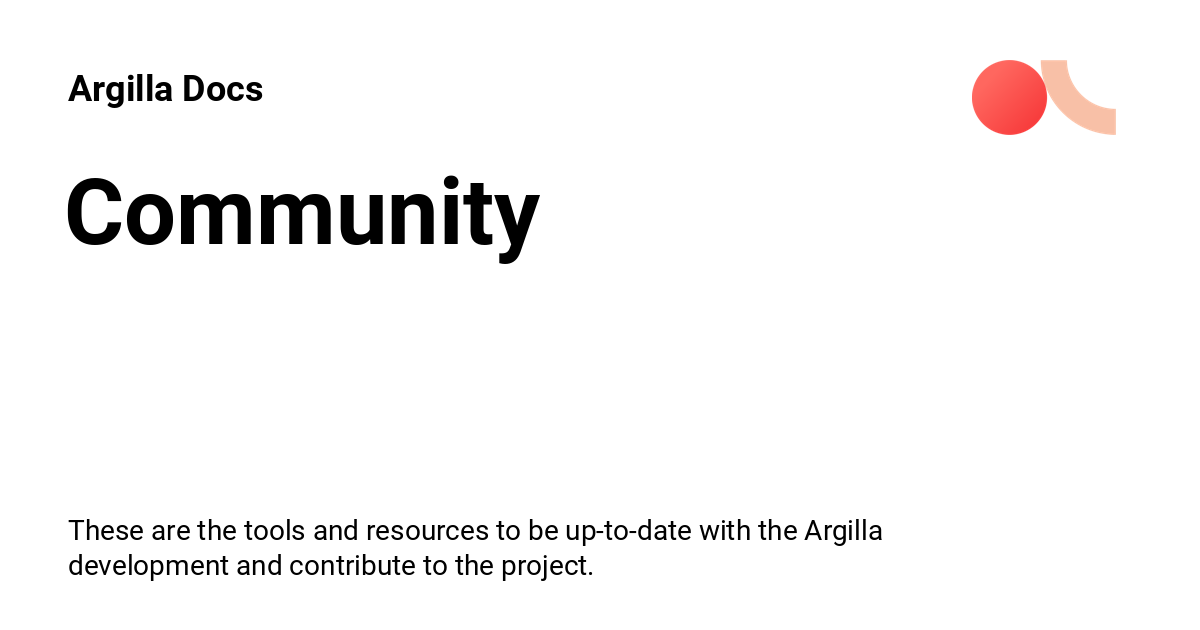 Argilla Docs
Community
These are the tools and resources to be up-to-date with the Argilla
development and contribute to the project.